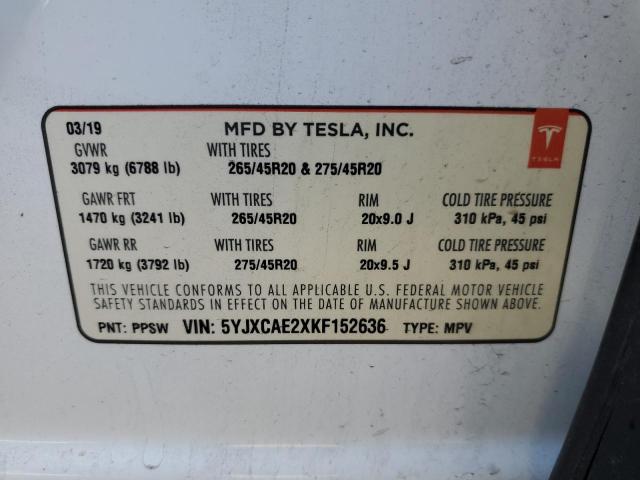 03/19 MFD BY TESLA, INC.
TESLA
GVWR WITH TIRES
3079 kg (6788 lb) 265/45R20 & 275/45R20
GAWR FRT WITH TIRES RIM COLD TIRE PRESSURE
1470 kg (3241 lb) 265/45R20 20x9.0 J 310 kPa, 45 psi
GAWR RR WITH TIRES RIM COLD TIRE PRESSURE
1720 kg (3792 lb) 275/45R20 20x9.5 J 310 kPa, 45 psi
THIS VEHICLE CONFORMS TO ALL APPLICABLE U.S. FEDERAL MOTOR VEHICLE
SAFETY STANDARDS IN EFFECT ON THE DATE OF MANUFACTURE SHOWN ABOVE.
PNT: PPSW VIN: 5YJXCAE2XKF152636 TYPE: MPV